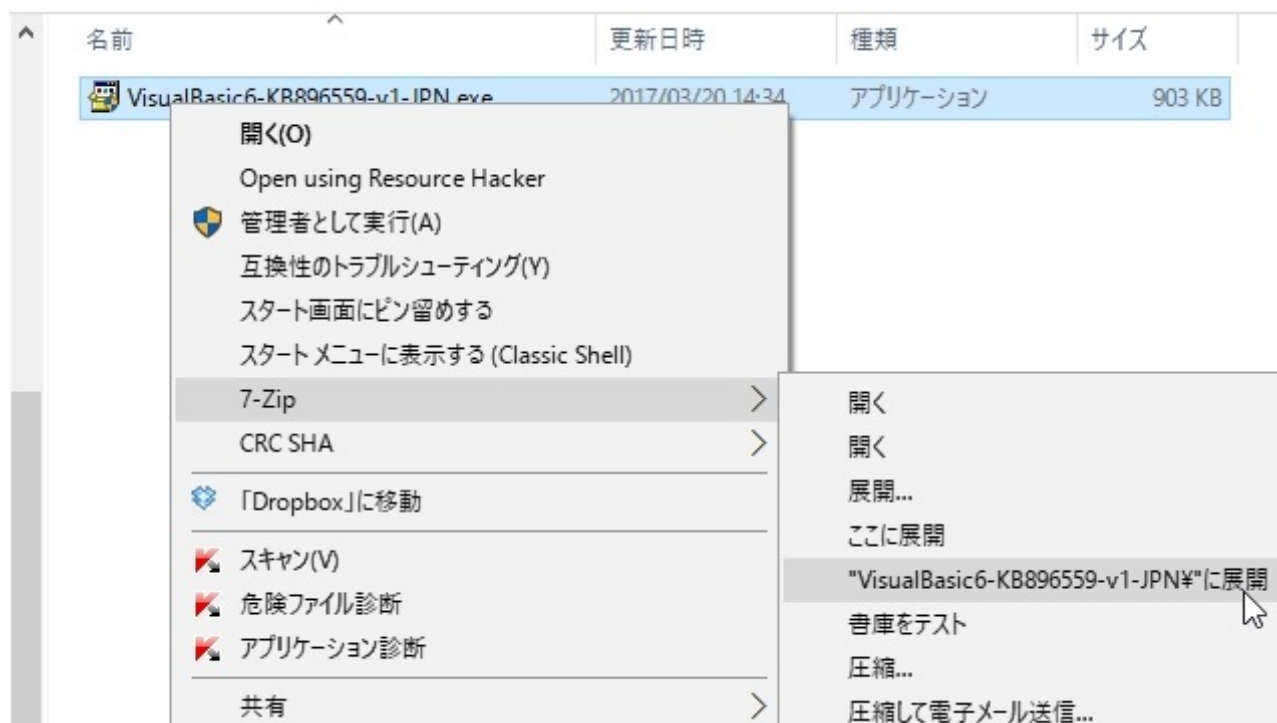 名前 更新日時 種類 サイズ
VisualBasic6-KB896559-v1-JPN.exe 2017/03/20 14:34 アプリケーション 903 KB
開く(O)
Open using Resource Hacker
管理者として実行(A)
互換性のトラブルシューティング(Y)
スタート画面にピン留めする
スタート メニューに表示する (Classic Shell)
7-Zip
CRC SHA
「Dropbox」に移動
スキャン(V)
危険ファイル診断
アプリケーション診断
共有
開く
開く
展開...
ここに展開
"VisualBasic6-KB896559-v1-JPN¥"に展開
書庫をテスト
圧縮...
圧縮して電子メール送信...